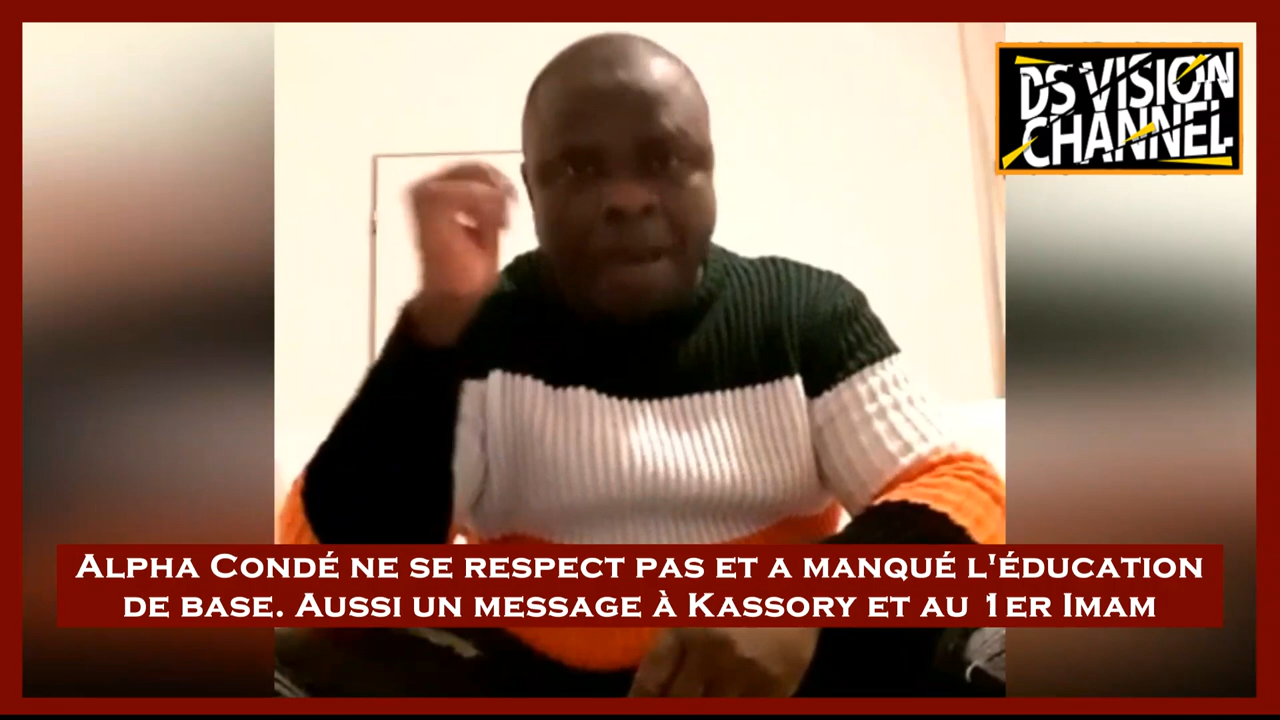 DS VISION
CHANNEL
ALPHA CONDÉ NE SE RESPECT PAS ET A MANQUÉ L'ÉDUCATION
DE BASE. AUSSI UN MESSAGE À KASSORY ET AU 1ER IMAM